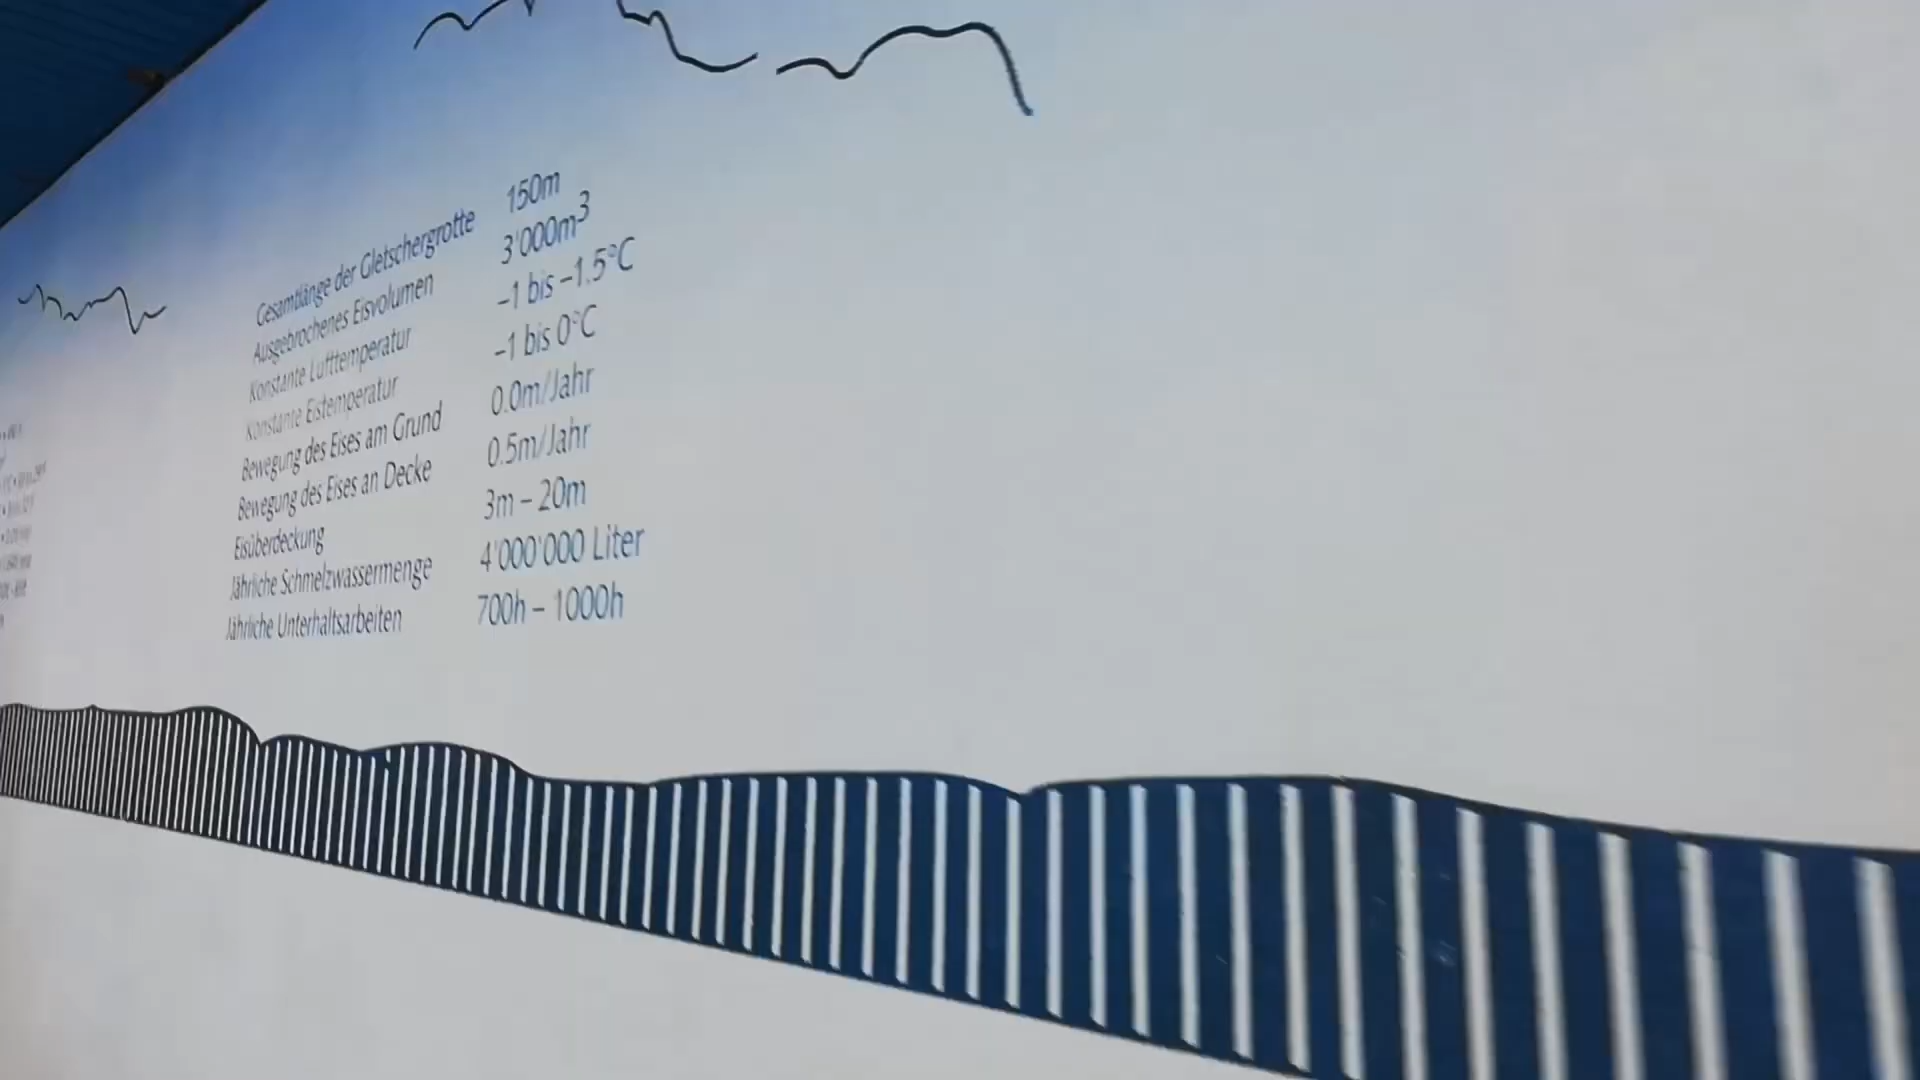 Gesamtlänge der Gletschergrotte 150m
Ausgebrochenes Eisvolumen 3'000m³
Konstante Lufttemperatur –1 bis –1.5°C
Konstante Eistemperatur –1 bis 0°C
Bewegung des Eises am Grund 0.0m/Jahr
Bewegung des Eises an Decke 0.5m/Jahr
Eisüberdeckung 3m – 20m
Jährliche Schmelzwassermenge 4'000'000 Liter
Jährliche Unterhaltsarbeiten 700h – 1000h